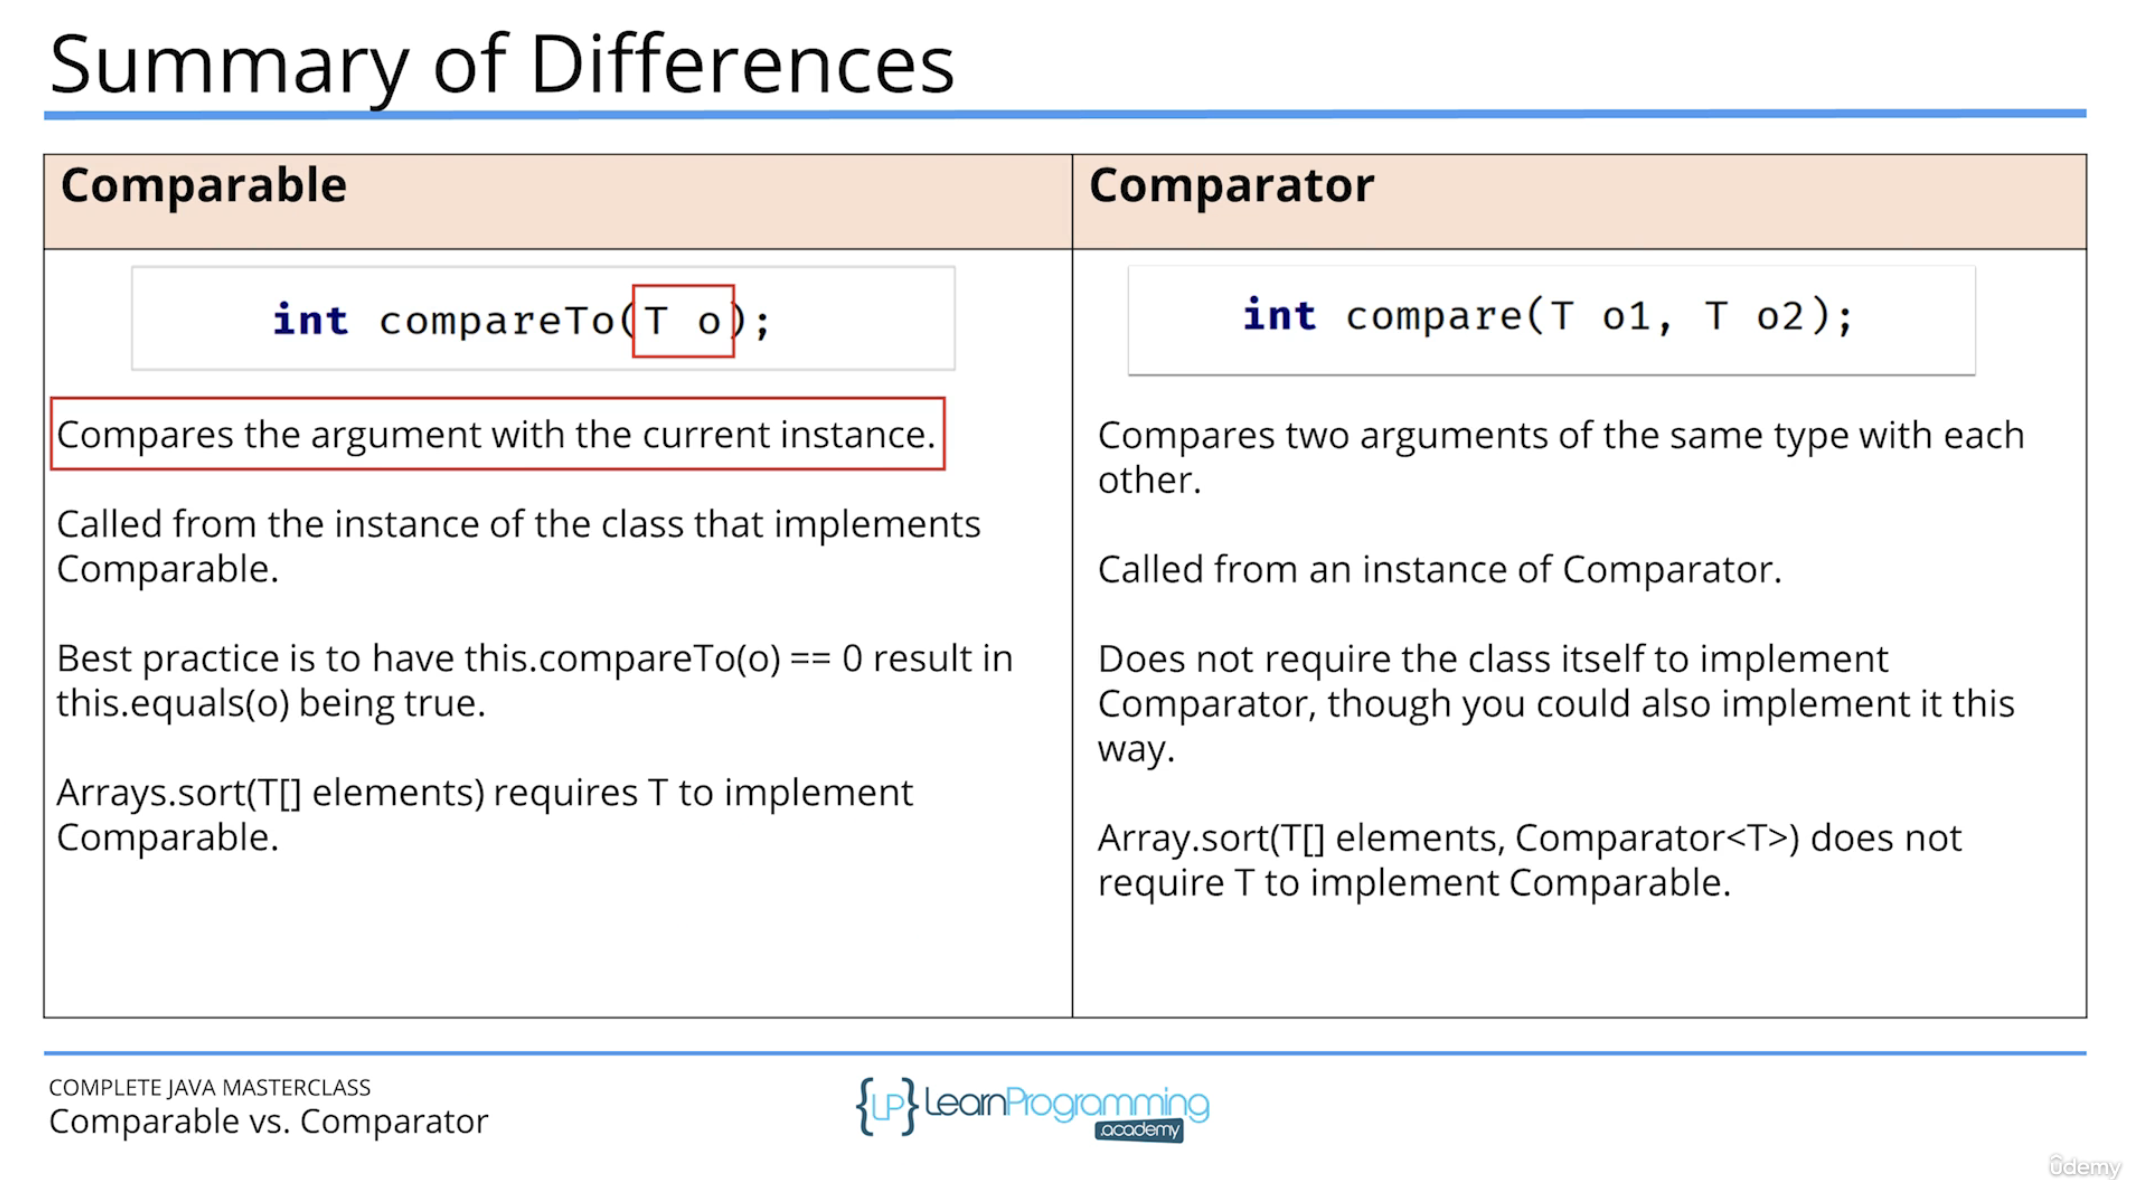 Summary of Differences
Comparable
Comparator
int compareTo(T o);
int compare(T o1, T o2);
Compares the argument with the current instance.
Called from the instance of the class that implements
Comparable.
Best practice is to have this.compareTo(o) == 0 result in
this.equals(o) being true.
Arrays.sort(T[] elements) requires T to implement
Comparable.
Compares two arguments of the same type with each
other.
Called from an instance of Comparator.
Does not require the class itself to implement
Comparator, though you could also implement it this
way.
Array.sort(T[] elements, Comparator<T>) does not
require T to implement Comparable.
COMPLETE JAVA MASTERCLASS
Comparable vs. Comparator
{LP} LearnProgramming
.academy
ûdemy